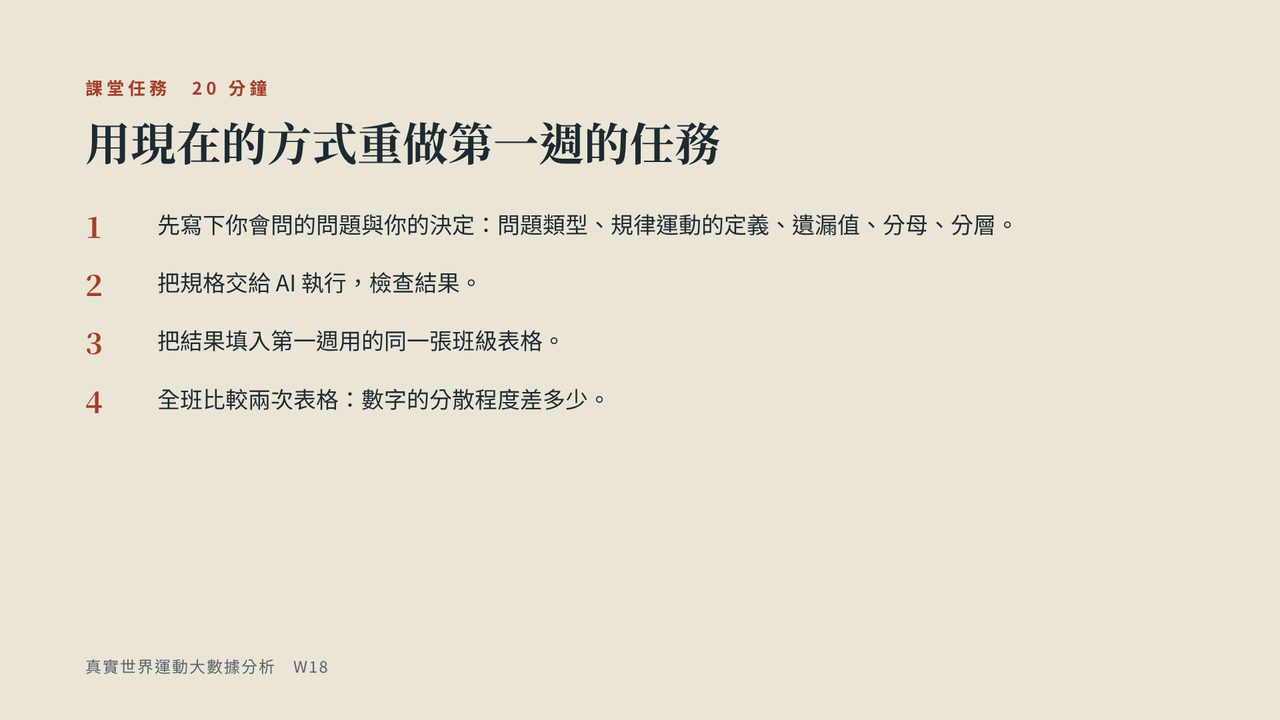 課堂任務 20 分鐘
用現在的方式重做第一週的任務
1 先寫下你會問的問題與你的決定：問題類型、規律運動的定義、遺漏值、分母、分層。
2 把規格交給 AI 執行，檢查結果。
3 把結果填入第一週用的同一張班級表格。
4 全班比較兩次表格：數字的分散程度差多少。
真實世界運動大數據分析 W18